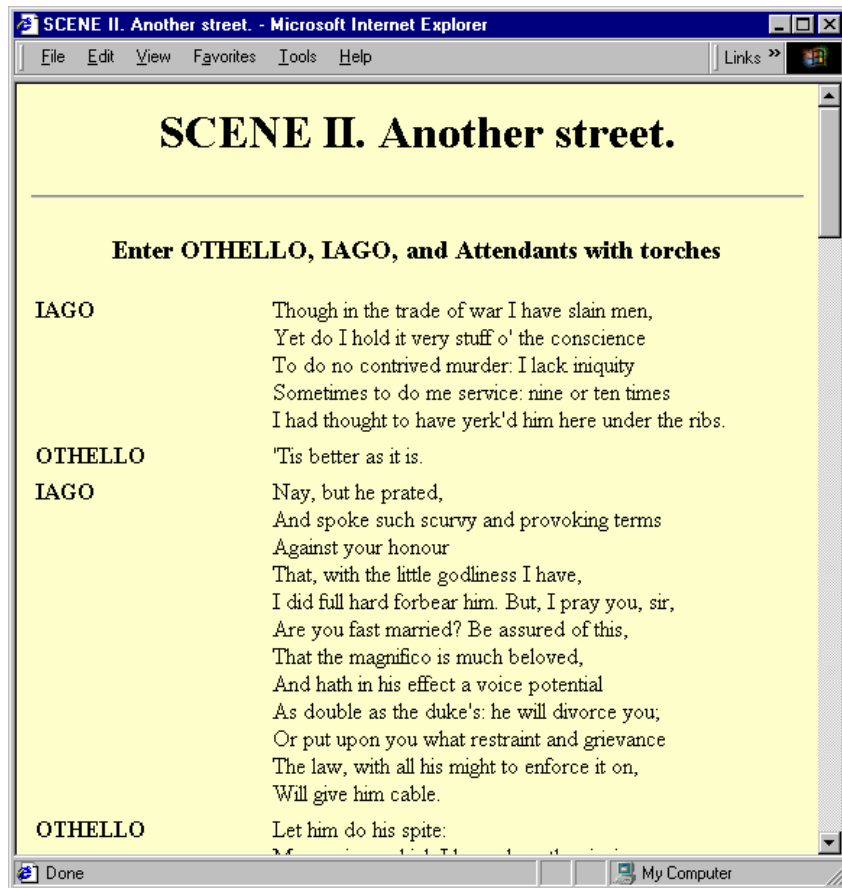 SCENE II. Another street. - Microsoft Internet Explorer
File Edit View Favorites Tools Help Links »
SCENE II. Another street.
Enter OTHELLO, IAGO, and Attendants with torches
IAGO Though in the trade of war I have slain men,
Yet do I hold it very stuff o' the conscience
To do no contrived murder: I lack iniquity
Sometimes to do me service: nine or ten times
I had thought to have yerk'd him here under the ribs.
OTHELLO 'Tis better as it is.
IAGO Nay, but he prated,
And spoke such scurvy and provoking terms
Against your honour
That, with the little godliness I have,
I did full hard forbear him. But, I pray you, sir,
Are you fast married? Be assured of this,
That the magnifico is much beloved,
And hath in his effect a voice potential
As double as the duke's: he will divorce you;
Or put upon you what restraint and grievance
The law, with all his might to enforce it on,
Will give him cable.
OTHELLO Let him do his spite:
Done My Computer